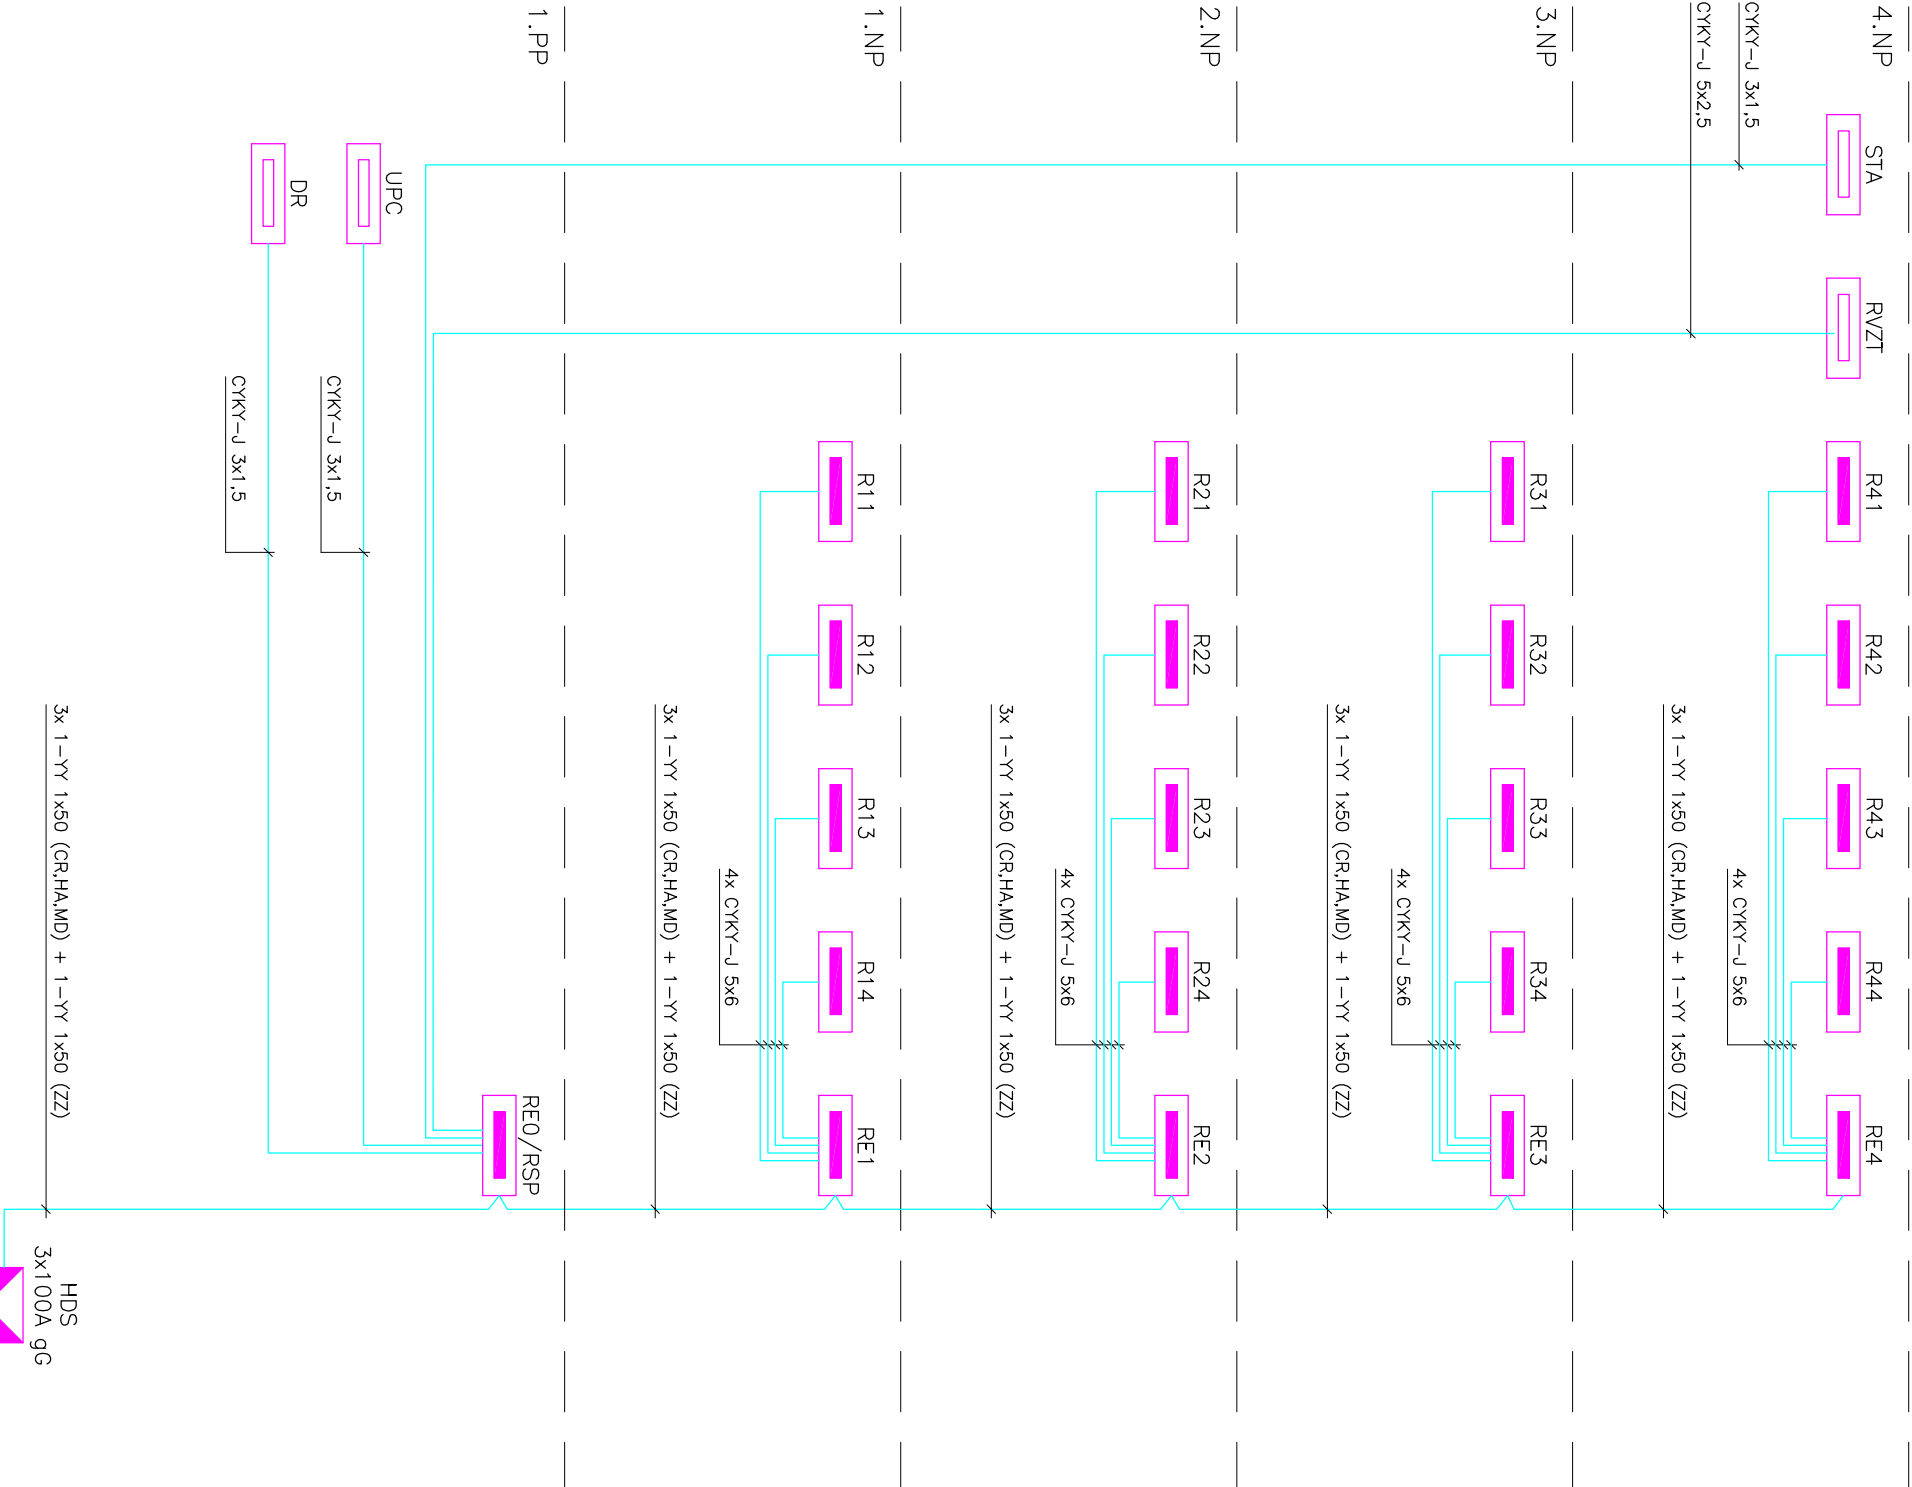 4.NP
STA
RVZT
R41
R42
R43
R44
RE4
CYKY-J 3x1,5
CYKY-J 5x2,5
4x CYKY-J 5x6
3x 1-YY 1x50 (CR,HA,MD) + 1-YY 1x50 (ZZ)
3.NP
R31
R32
R33
R34
RE3
4x CYKY-J 5x6
3x 1-YY 1x50 (CR,HA,MD) + 1-YY 1x50 (ZZ)
2.NP
R21
R22
R23
R24
RE2
4x CYKY-J 5x6
3x 1-YY 1x50 (CR,HA,MD) + 1-YY 1x50 (ZZ)
1.NP
R11
R12
R13
R14
RE1
4x CYKY-J 5x6
3x 1-YY 1x50 (CR,HA,MD) + 1-YY 1x50 (ZZ)
1.PP
RE0/RSP
UPC
CYKY-J 3x1,5
DR
CYKY-J 3x1,5
3x 1-YY 1x50 (CR,HA,MD) + 1-YY 1x50 (ZZ)
HDS
3x100A gG